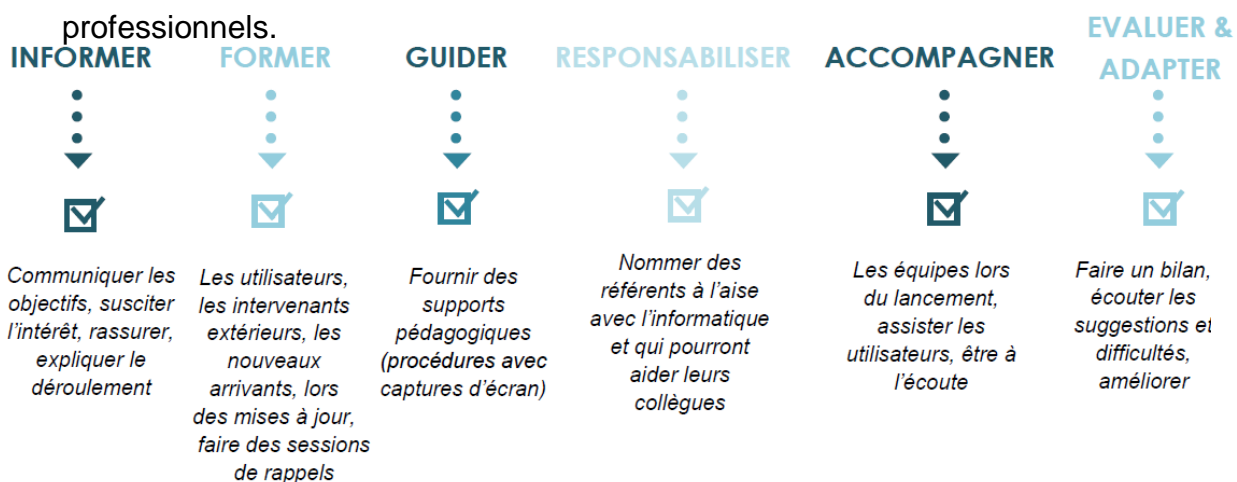 professionnels.
INFORMER
FORMER
GUIDER
RESPONSABILISER
ACCOMPAGNER
EVALUER &
ADAPTER
Communiquer les
objectifs, susciter
l'intérêt, rassurer,
expliquer le
déroulement
Les utilisateurs,
les intervenants
extérieurs, les
nouveaux
arrivants, lors
des mises à jour,
faire des sessions
de rappels
Fournir des
supports
pédagogiques
(procédures avec
captures d'écran)
Nommer des
référents à l'aise
avec l'informatique
et qui pourront
aider leurs
collègues
Les équipes lors
du lancement,
assister les
utilisateurs, être à
l'écoute
Faire un bilan,
écouter les
suggestions et
difficultés,
améliorer